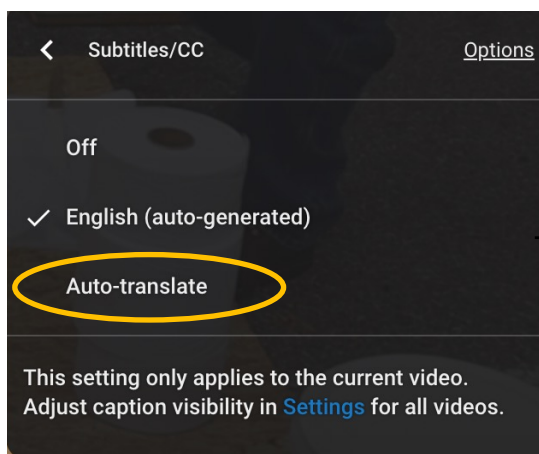 Subtitles/CC Options
Off
English (auto-generated)
Auto-translate
This setting only applies to the current video.
Adjust caption visibility in Settings for all videos.